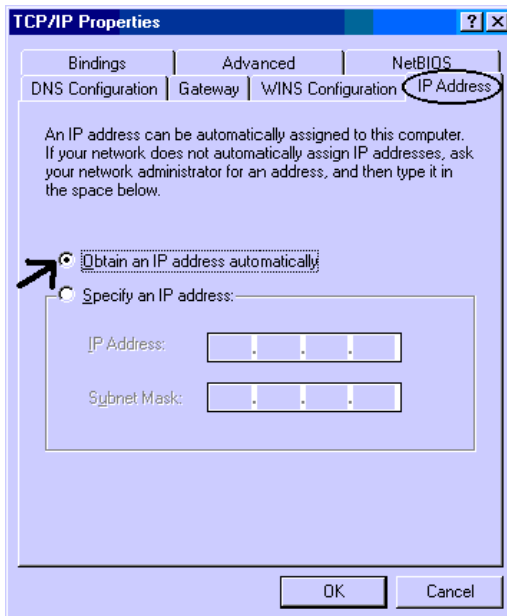 TCP/IP Properties
Bindings Advanced NetBIOS
DNS Configuration Gateway WINS Configuration IP Address
An IP address can be automatically assigned to this computer.
If your network does not automatically assign IP addresses, ask
your network administrator for an address, and then type it in
the space below.
Obtain an IP address automatically
Specify an IP address:
IP Address:
Subnet Mask:
OK Cancel